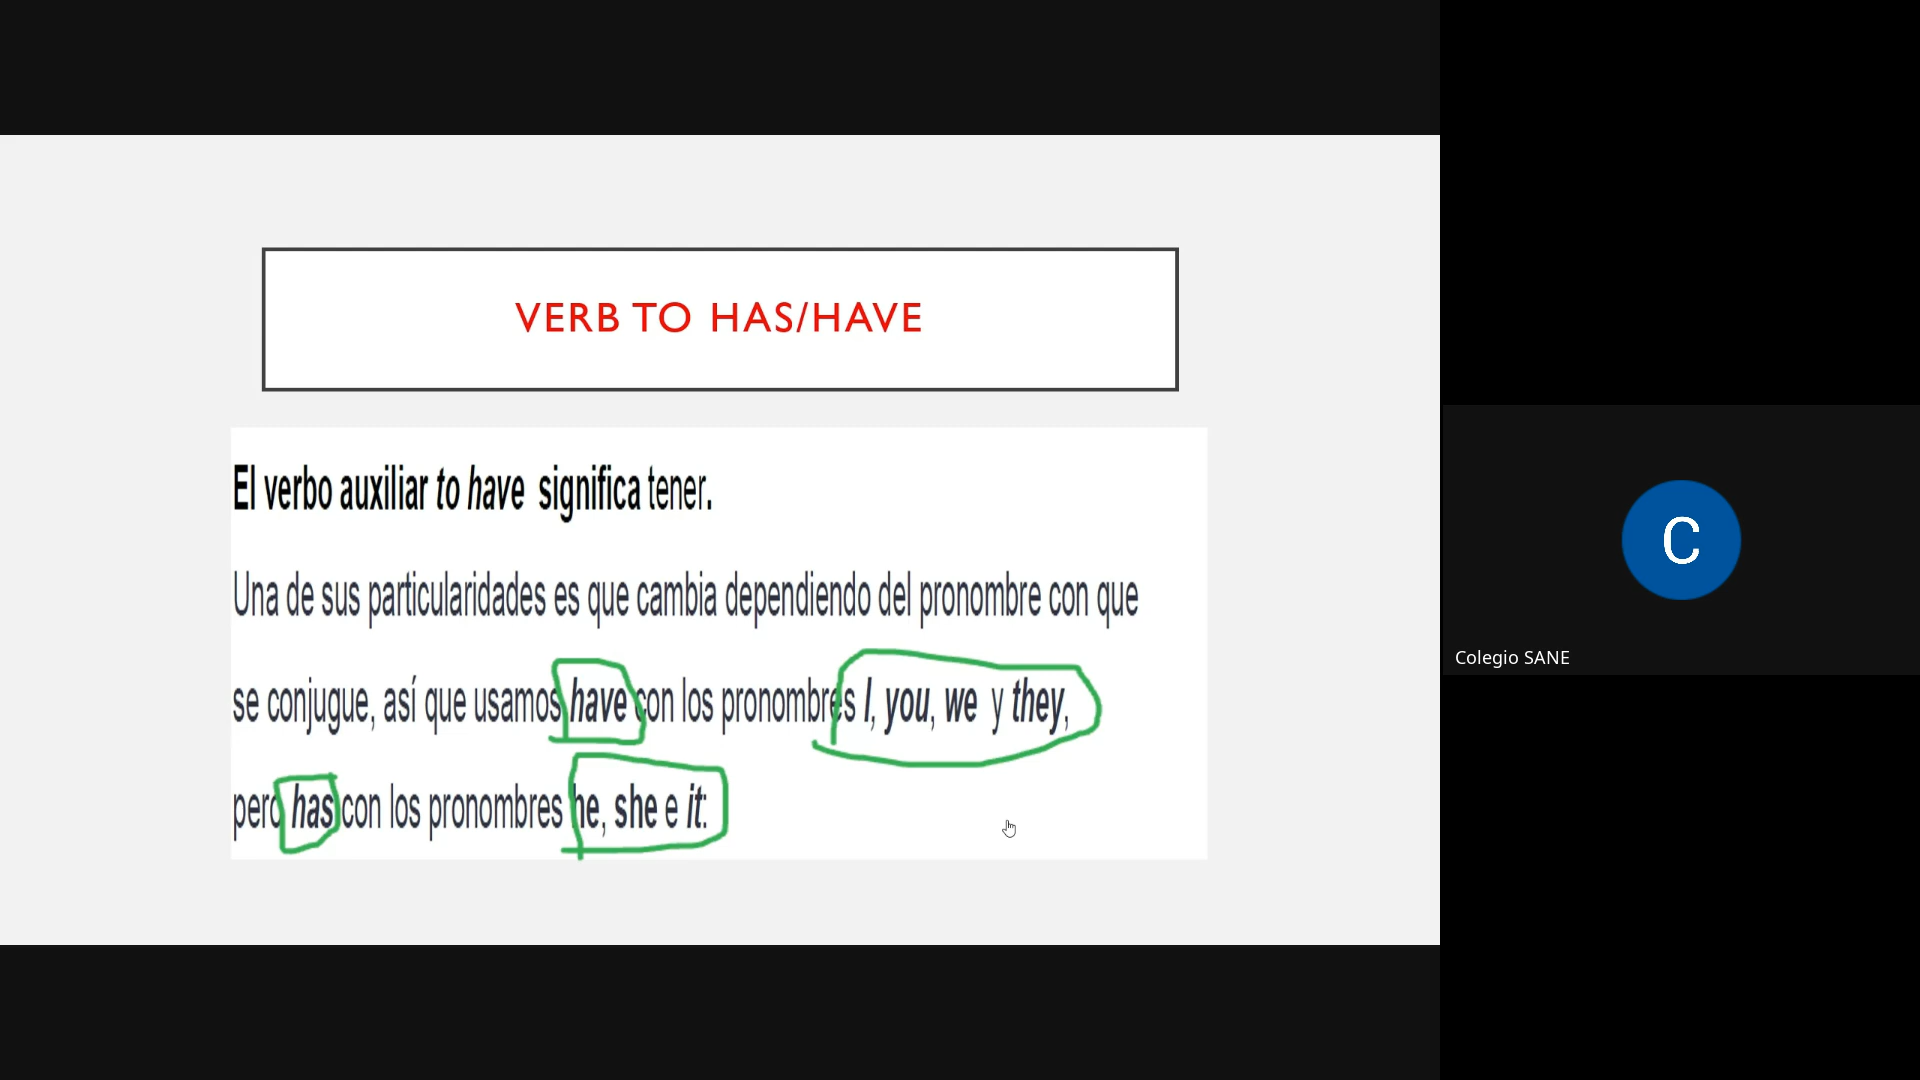 VERB TO HAS/HAVE
El verbo auxiliar to have significa tener.
Una de sus particularidades es que cambia dependiendo del pronombre con que
se conjugue, así que usamos have con los pronombres I, you, we y they,
pero has con los pronombres he, she e it:
C
Colegio SANE